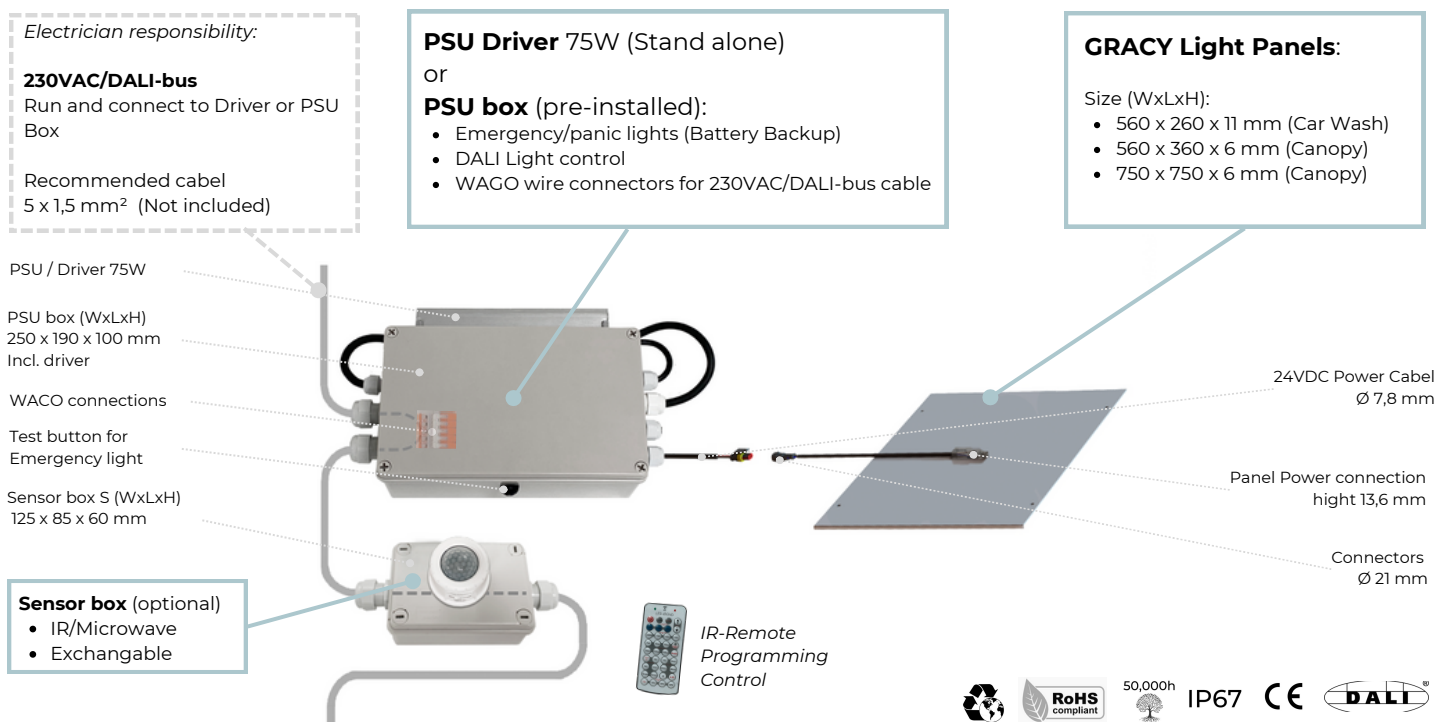 Electrician responsibility:
230VAC/DALI-bus
Run and connect to Driver or PSU
Box
Recommended cabel
5 x 1,5 mm² (Not included)
PSU Driver 75W (Stand alone)
or
PSU box (pre-installed):
• Emergency/panic lights (Battery Backup)
• DALI Light control
• WAGO wire connectors for 230VAC/DALI-bus cable
GRACY Light Panels:
Size (WxLxH):
• 560 x 260 x 11 mm (Car Wash)
• 560 x 360 x 6 mm (Canopy)
• 750 x 750 x 6 mm (Canopy)
PSU / Driver 75W
PSU box (WxLxH)
250 x 190 x 100 mm
Incl. driver
WACO connections
Test button for
Emergency light
Sensor box S (WxLxH)
125 x 85 x 60 mm
Sensor box (optional)
• IR/Microwave
• Exchangable
24VDC Power Cabel
Ø 7,8 mm
Panel Power connection
hight 13,6 mm
Connectors
Ø 21 mm
IR-Remote
Programming
Control
RoHS
compliant
50,000h
IP67
CE
DALI®